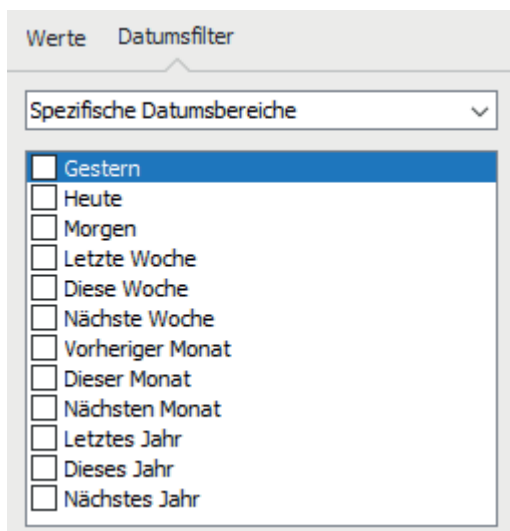 Werte Datumsfilter
Spezifische Datumsbereiche
Gestern
Heute
Morgen
Letzte Woche
Diese Woche
Nächste Woche
Vorheriger Monat
Dieser Monat
Nächsten Monat
Letztes Jahr
Dieses Jahr
Nächstes Jahr